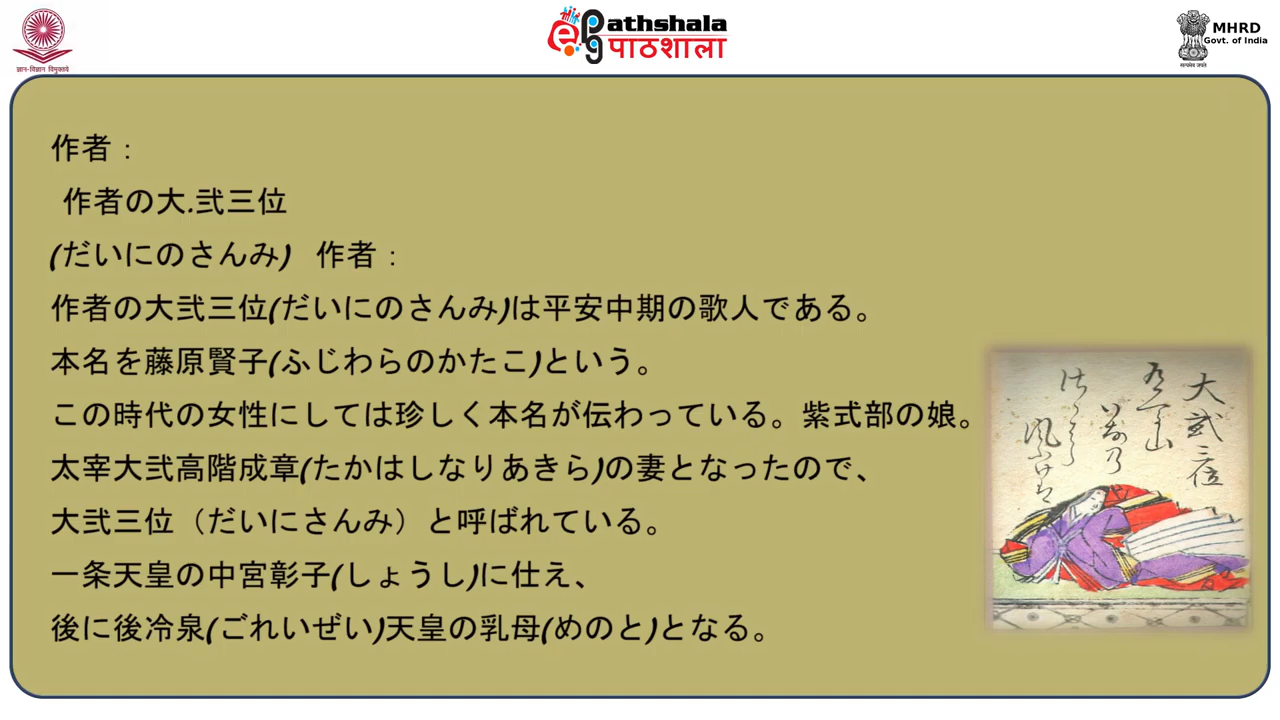 ज्ञान-विज्ञान विमुक्तये
epgathshala
पाठशाला
MHRD
Govt. of India
सत्यमेव जयते
作者：
作者の大.弐三位
(だいにのさんみ) 作者：
作者の大弐三位(だいにのさんみ)は平安中期の歌人である。
本名を藤原賢子(ふじわらのかたこ)という。
この時代の女性にしては珍しく本名が伝わっている。紫式部の娘。
太宰大弐高階成章(たかはしなりあきら)の妻となったので、
大弐三位（だいにさんみ）と呼ばれている。
一条天皇の中宮彰子(しょうし)に仕え、
後に後冷泉(ごれいぜい)天皇の乳母(めのと)となる。
大弐三位